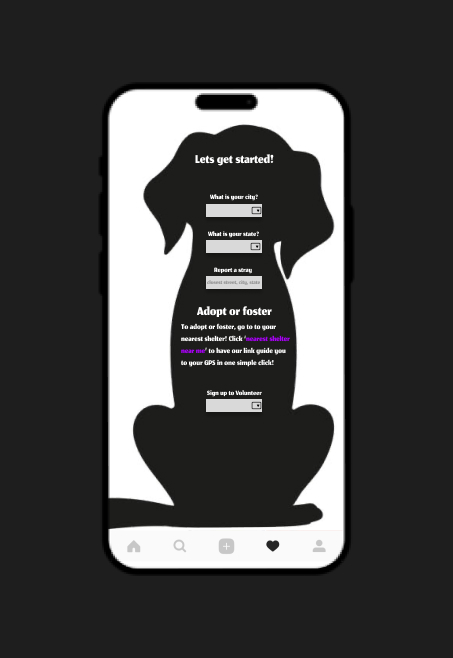 Lets get started!
What is your city?
What is your state?
Report a stray
closest street, city, state
Adopt or foster
To adopt or foster, go to to your
nearest shelter! Click 'nearest shelter
near me' to have our link guide you
to your GPS in one simple click!
Sign up to Volunteer